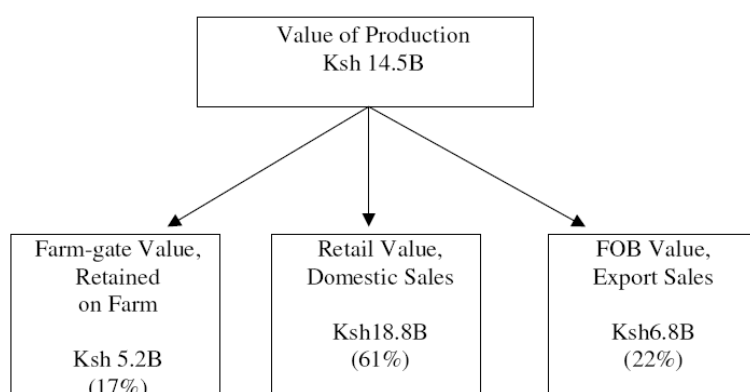 Value of Production
Ksh 14.5B
Farm-gate Value,
Retained
on Farm
Ksh 5.2B
(17%)
Retail Value,
Domestic Sales
Ksh18.8B
(61%)
FOB Value,
Export Sales
Ksh6.8B
(22%)